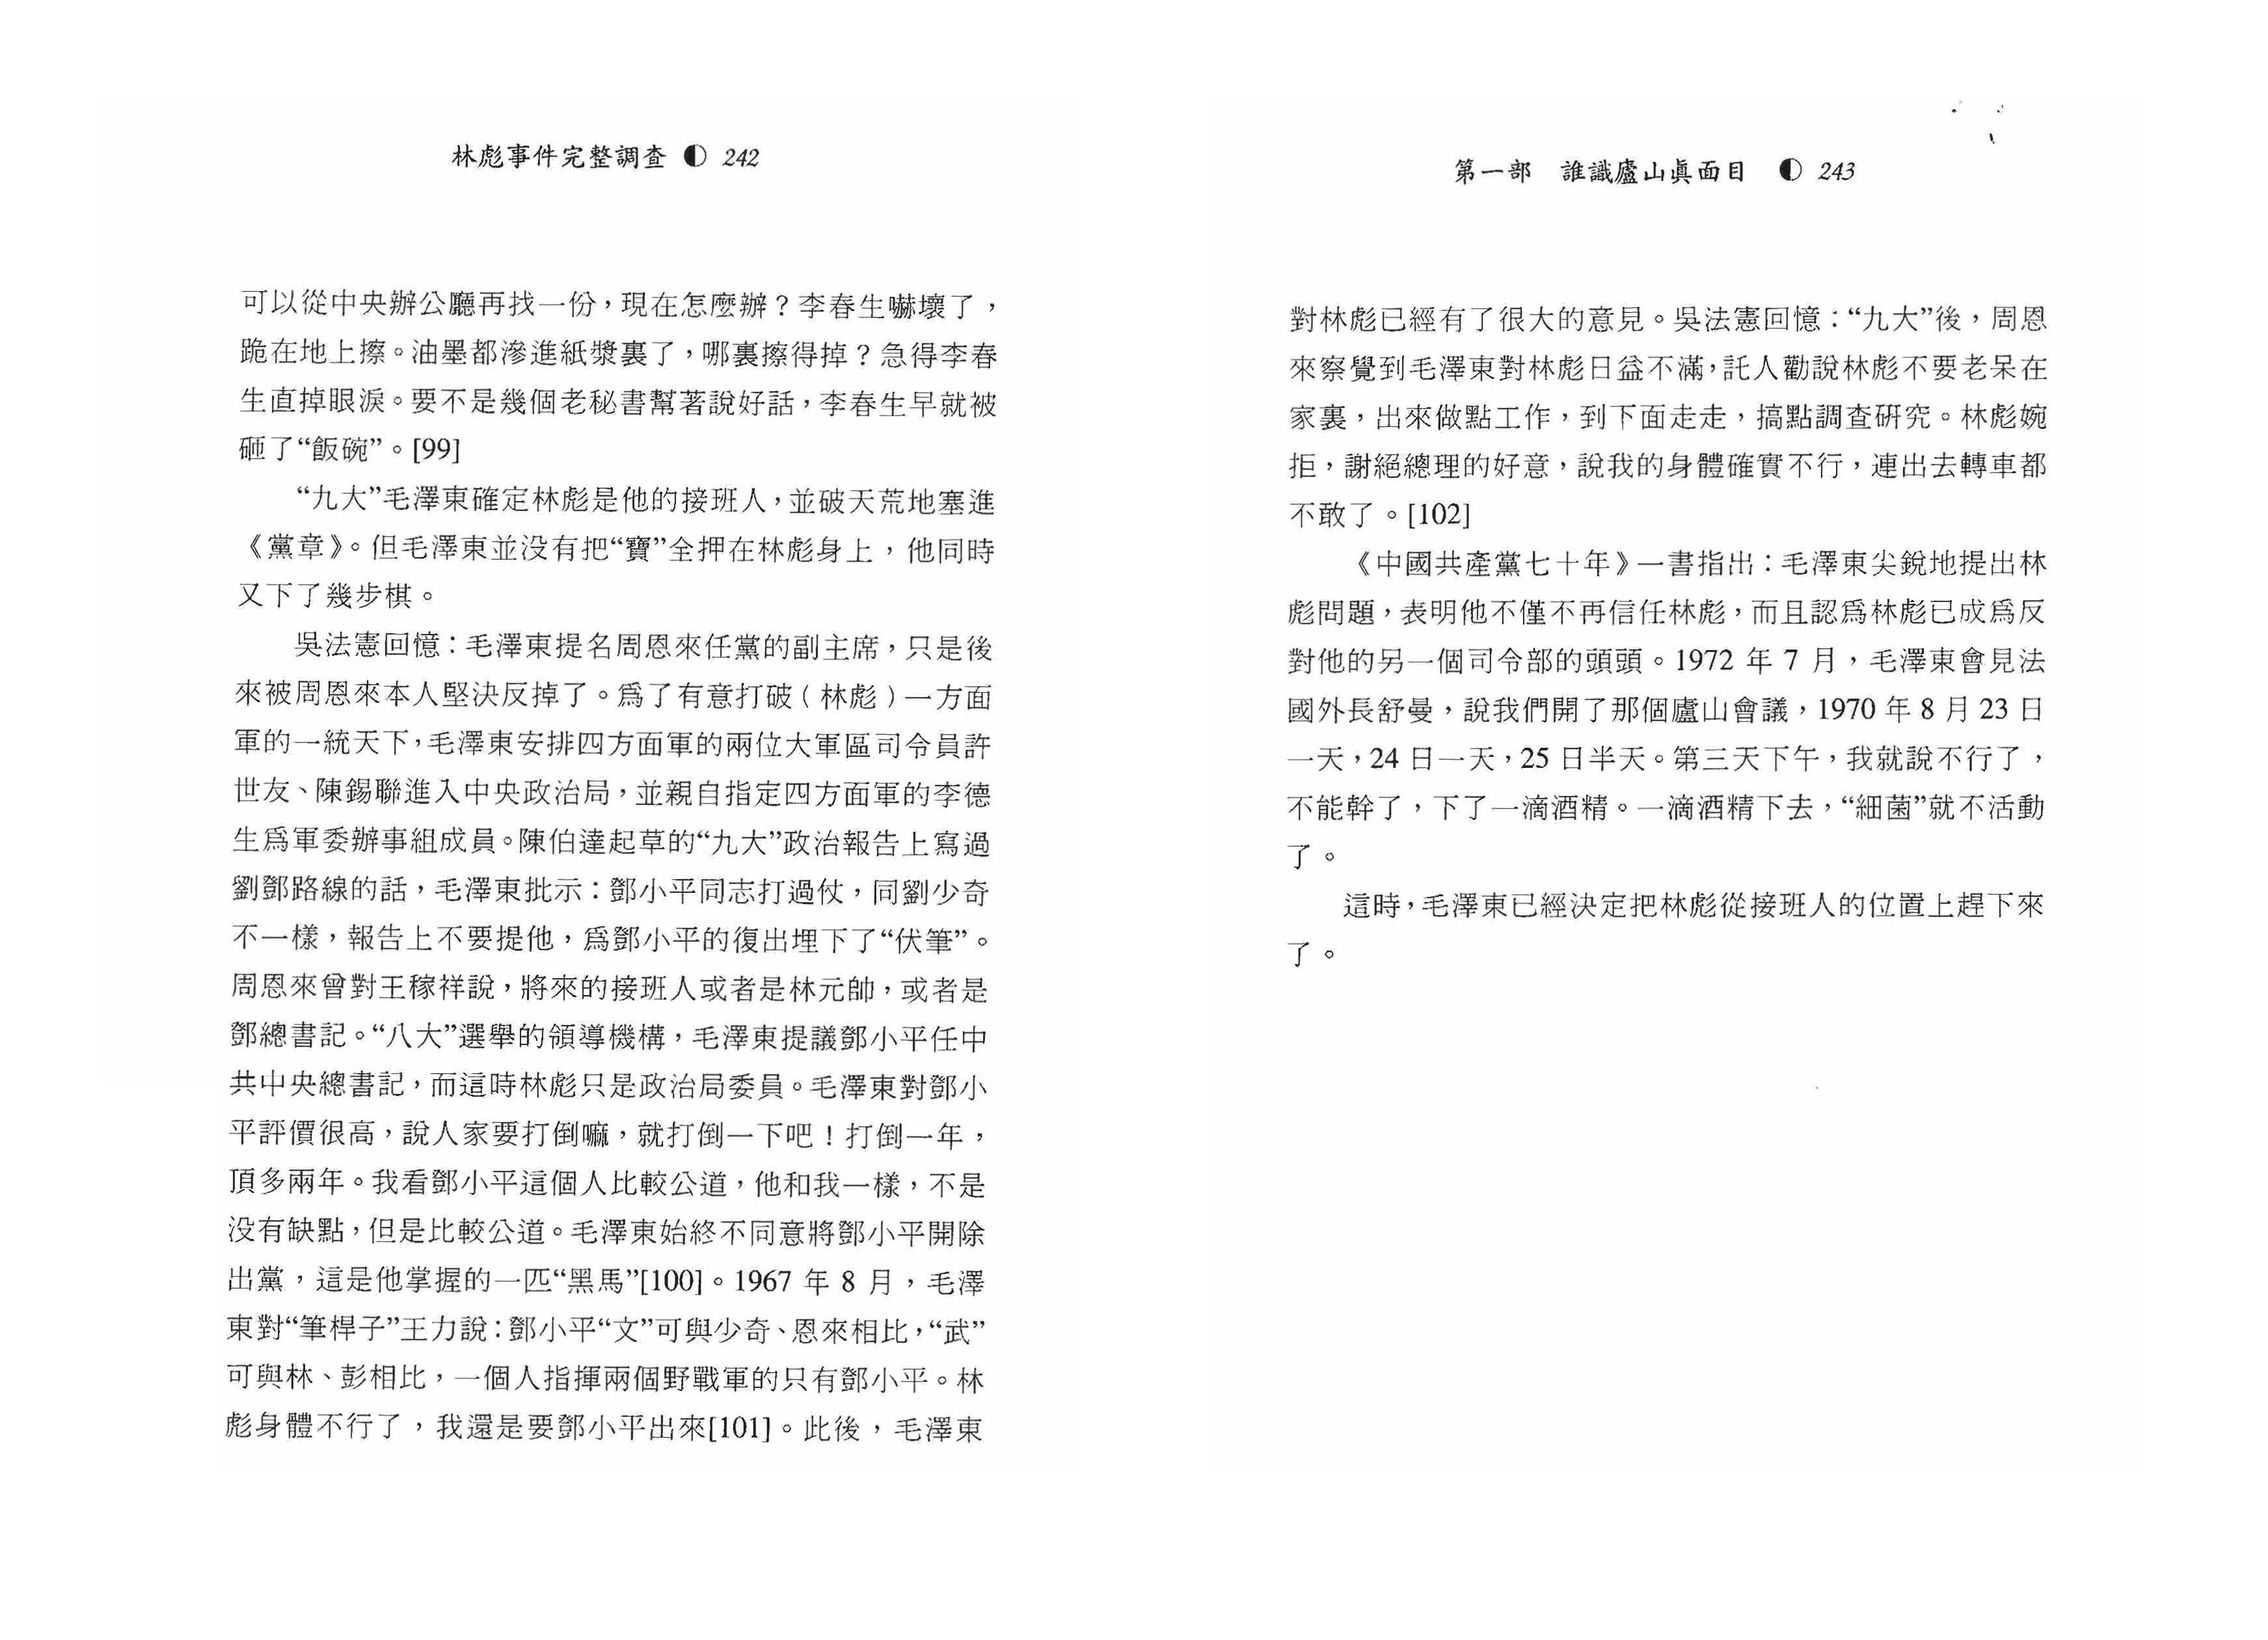 林彪事件完整調查 ◐ 242
可以從中央辦公廳再找一份，現在怎麼辦？李春生嚇壞了，
跪在地上擦。油墨都滲進紙漿裏了，哪裏擦得掉？急得李春
生直掉眼淚。要不是幾個老秘書幫著說好話，李春生早就被
砸了“飯碗”。[99]
“九大”毛澤東確定林彪是他的接班人，並破天荒地塞進
《黨章》。但毛澤東並没有把“寶”全押在林彪身上，他同時
又下了幾步棋。
吳法憲回憶：毛澤東提名周恩來任黨的副主席，只是後
來被周恩來本人堅決反掉了。爲了有意打破（林彪）一方面
軍的一統天下，毛澤東安排四方面軍的兩位大軍區司令員許
世友、陳錫聯進入中央政治局，並親自指定四方面軍的李德
生爲軍委辦事組成員。陳伯達起草的“九大”政治報告上寫過
劉鄧路線的話，毛澤東批示：鄧小平同志打過仗，同劉少奇
不一樣，報告上不要提他，爲鄧小平的復出埋下了“伏筆”。
周恩來曾對王稼祥說，將來的接班人或者是林元帥，或者是
鄧總書記。“八大”選舉的領導機構，毛澤東提議鄧小平任中
共中央總書記，而這時林彪只是政治局委員。毛澤東對鄧小
平評價很高，說人家要打倒嘛，就打倒一下吧！打倒一年，
頂多兩年。我看鄧小平這個人比較公道，他和我一樣，不是
没有缺點，但是比較公道。毛澤東始終不同意將鄧小平開除
出黨，這是他掌握的一匹“黑馬”[100]。1967 年 8 月，毛澤
東對“筆桿子”王力說：鄧小平“文”可與少奇、恩來相比，“武”
可與林、彭相比，一個人指揮兩個野戰軍的只有鄧小平。林
彪身體不行了，我還是要鄧小平出來[101]。此後，毛澤東
第一部　誰識廬山眞面目 ◐ 243
對林彪已經有了很大的意見。吳法憲回憶：“九大”後，周恩
來察覺到毛澤東對林彪日益不滿，託人勸說林彪不要老呆在
家裏，出來做點工作，到下面走走，搞點調查研究。林彪婉
拒，謝絕總理的好意，說我的身體確實不行，連出去轉車都
不敢了。[102]
《中國共產黨七十年》一書指出：毛澤東尖銳地提出林
彪問題，表明他不僅不再信任林彪，而且認爲林彪已成爲反
對他的另一個司令部的頭頭。1972 年 7 月，毛澤東會見法
國外長舒曼，說我們開了那個廬山會議，1970 年 8 月 23 日
一天，24 日一天，25 日半天。第三天下午，我就說不行了，
不能幹了，下了一滴酒精。一滴酒精下去，“細菌”就不活動
了。
這時，毛澤東已經決定把林彪從接班人的位置上趕下來
了。